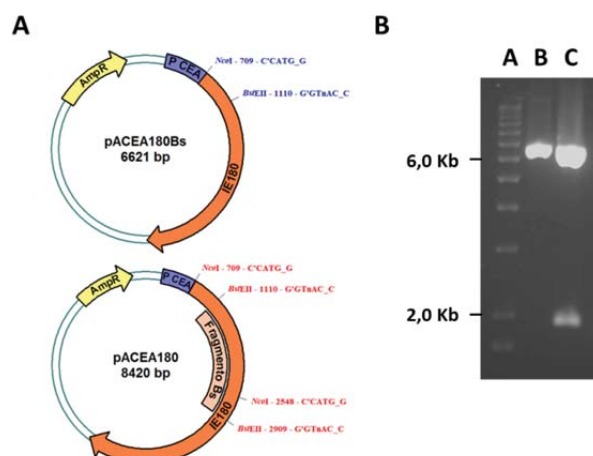 A
AmpR
P CEA
NcoI - 709 - C'CATG_G
BstEII - 1110 - G'GTnAC_C
pACEA180Bs
6621 bp
IE180
AmpR
P CEA
NcoI - 709 - C'CATG_G
BstEII - 1110 - G'GTnAC_C
Fragmento Bs
pACEA180
8420 bp
NcoI - 2548 - C'CATG_G
IE180
BstEII - 2909 - G'GTnAC_C
B
A B C
6,0 Kb
2,0 Kb